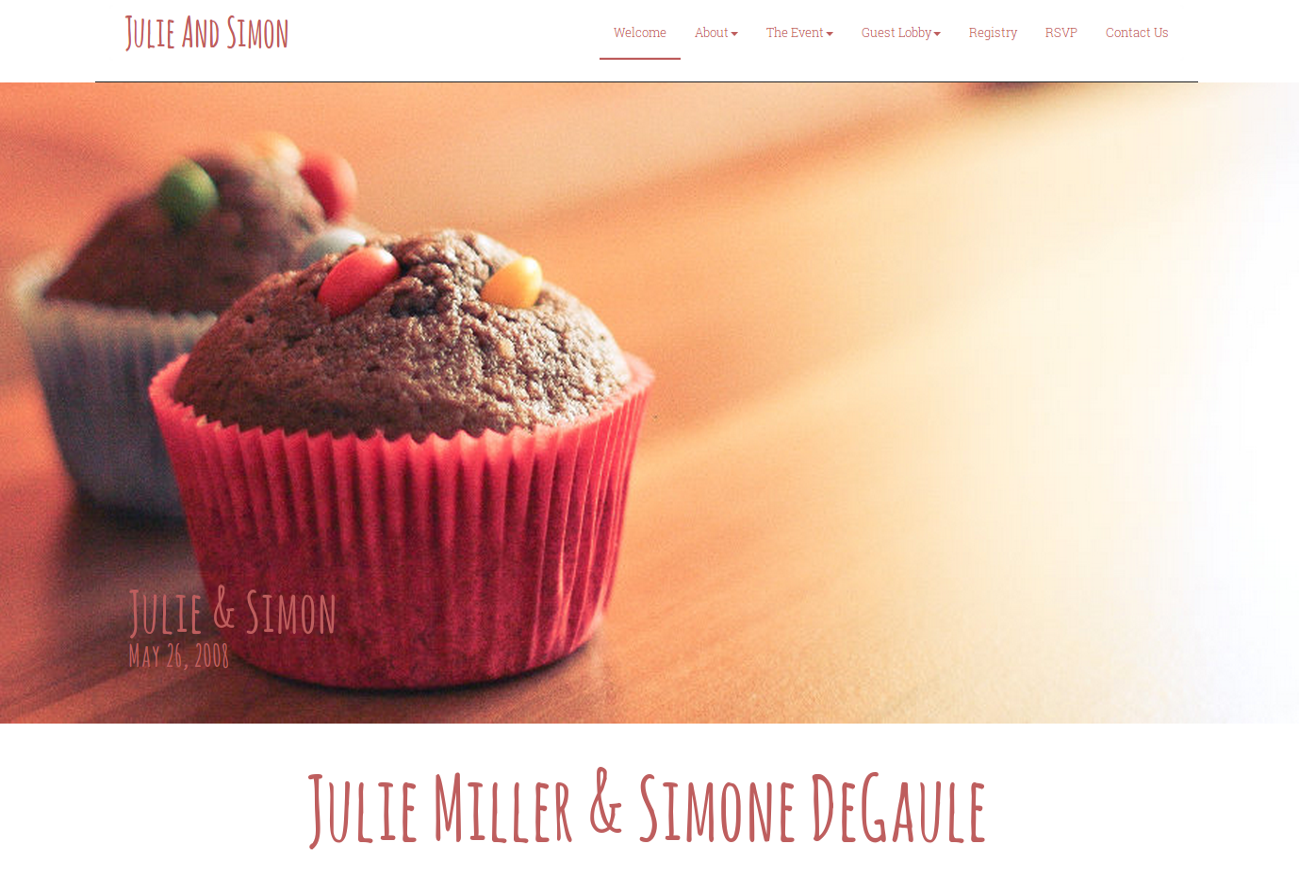 Julie And Simon
Welcome About The Event Guest Lobby Registry RSVP Contact Us
Julie & Simon
May 26, 2008
Julie Miller & Simone DeGaule